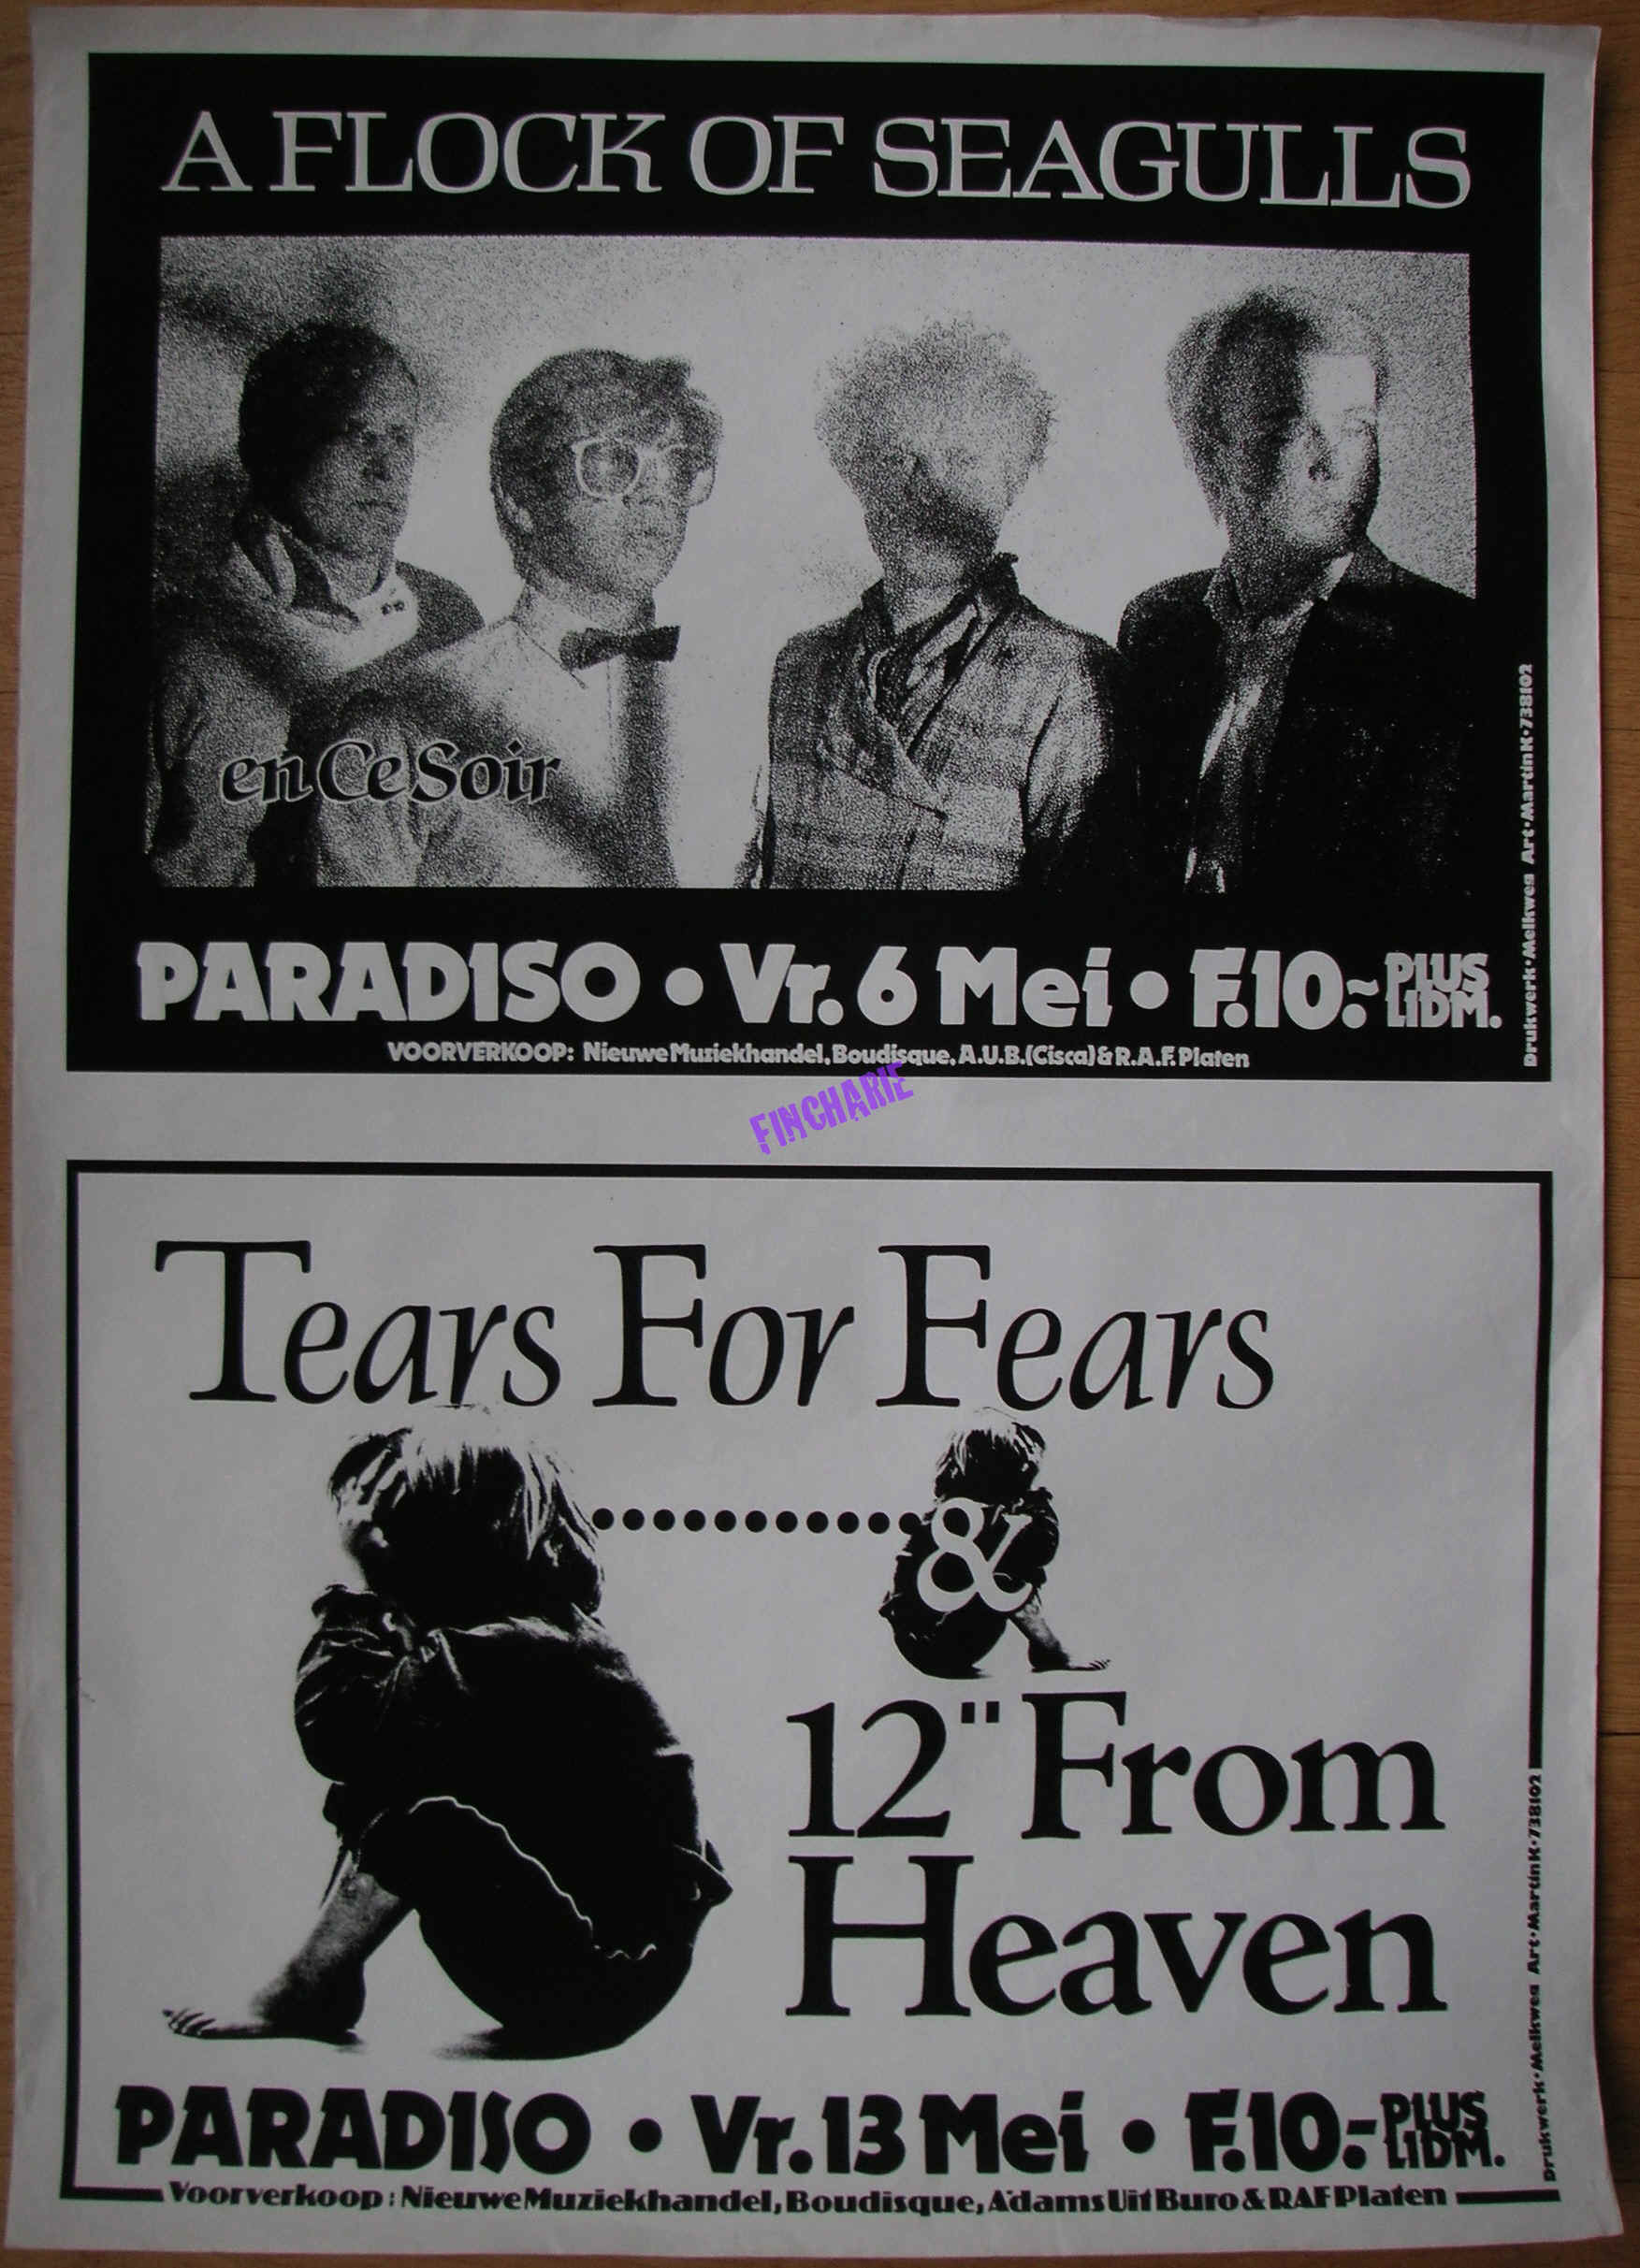 A FLOCK OF SEAGULLS
en Ce Soir
PARADISO • Vr. 6 Mei • F.10.~ PLUS LIDM.
VOORVERKOOP: Nieuwe Muziekhandel, Boudisque, A.U.B.(Cisca) & R.A.F. Platen
Drukwerk•Melkweg Art•MartinK•738102
FINCHARIE
Tears For Fears
&
12" From
Heaven
PARADISO • Vr. 13 Mei • F.10.- PLUS LIDM.
Voorverkoop: Nieuwe Muziekhandel, Boudisque, A'dams Uit Buro & RAF Platen
Drukwerk•Melkweg Art•MartinK•738102